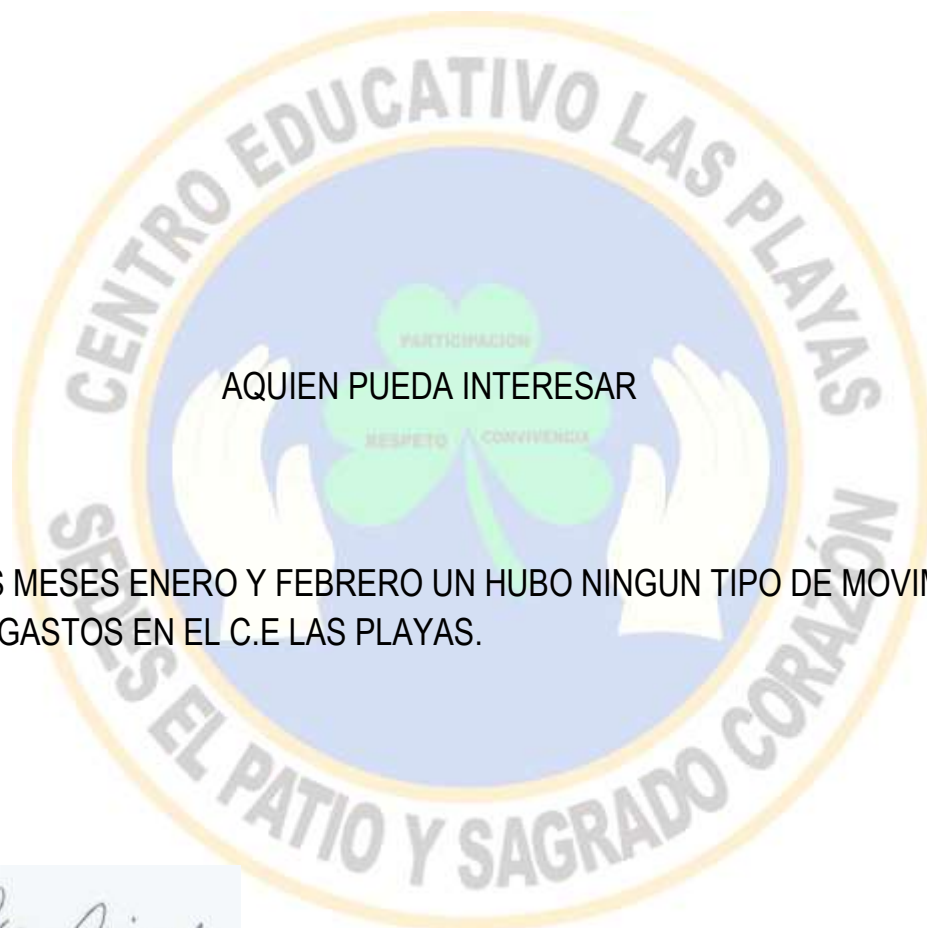 CENTRO EDUCATIVO LAS PLAYAS
PARTICIPACION
AQUIEN PUEDA INTERESAR
RESPETO CONVIVENCIA
MESES ENERO Y FEBRERO UN HUBO NINGUN TIPO DE
GASTOS EN EL C.E LAS PLAYAS.
SEDES EL PATIO Y SAGRADO CORAZÓN